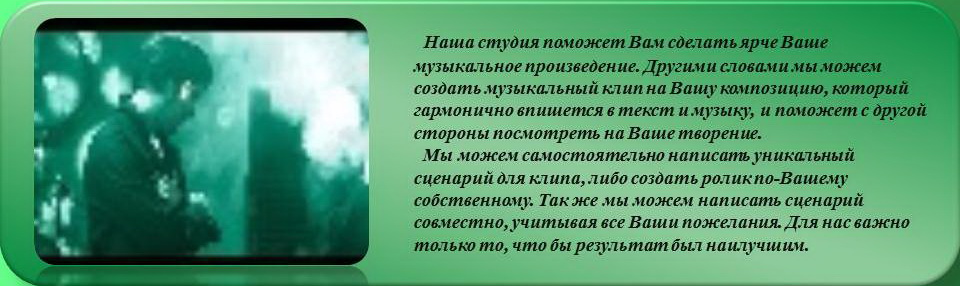 Наша студия поможет Вам сделать ярче Ваше
музыкальное произведение. Другими словами мы можем
создать музыкальный клип на Вашу композицию, который
гармонично впишется в текст и музыку, и поможет с другой
стороны посмотреть на Ваше творение.
Мы можем самостоятельно написать уникальный
сценарий для клипа, либо создать ролик по-Вашему
собственному. Так же мы можем написать сценарий
совместно, учитывая все Ваши пожелания. Для нас важно
только то, что бы результат был наилучшим.